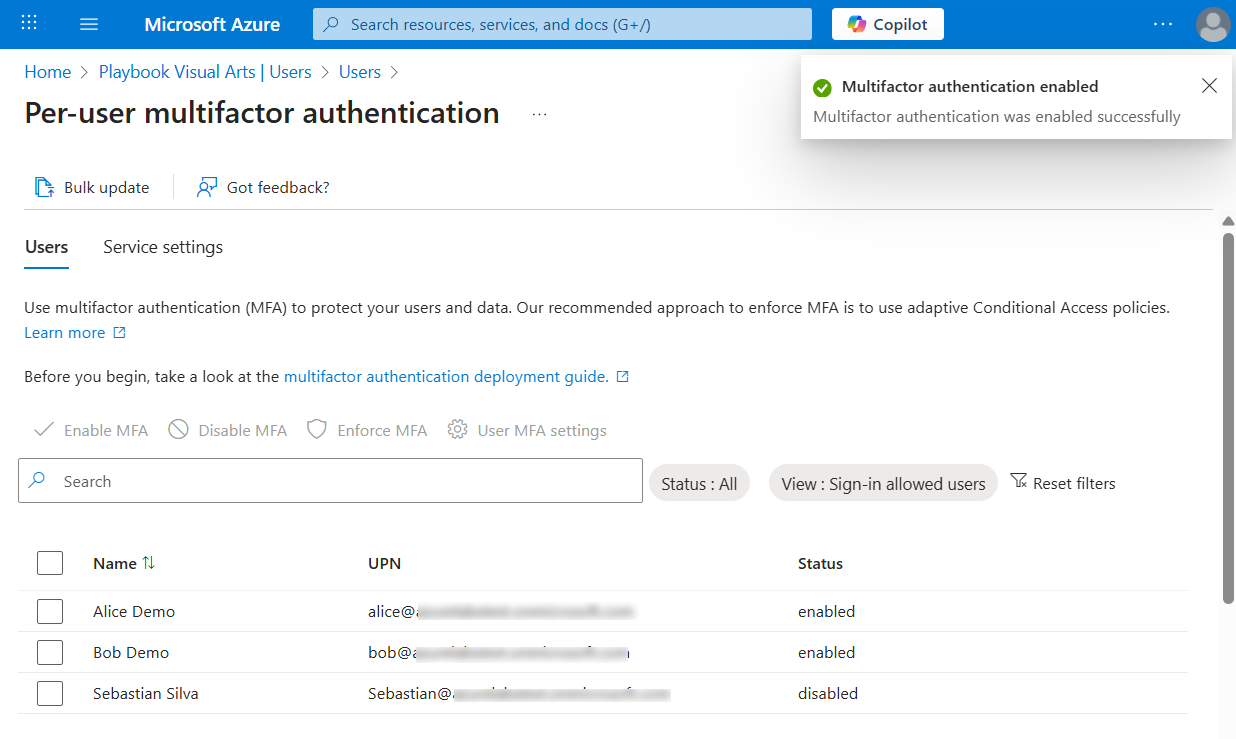 Microsoft Azure
Search resources, services, and docs (G+/)
Copilot
Home > Playbook Visual Arts | Users > Users >
Per-user multifactor authentication ...
Multifactor authentication enabled
Multifactor authentication was enabled successfully
Bulk update
Got feedback?
Users
Service settings
Use multifactor authentication (MFA) to protect your users and data. Our recommended approach to enforce MFA is to use adaptive Conditional Access policies.
Learn more
Before you begin, take a look at the multifactor authentication deployment guide.
Enable MFA Disable MFA Enforce MFA User MFA settings
Search
Status : All
View : Sign-in allowed users
Reset filters
Name UPN Status
Alice Demo alice@ enabled
Bob Demo bob@ enabled
Sebastian Silva Sebastian@ disabled